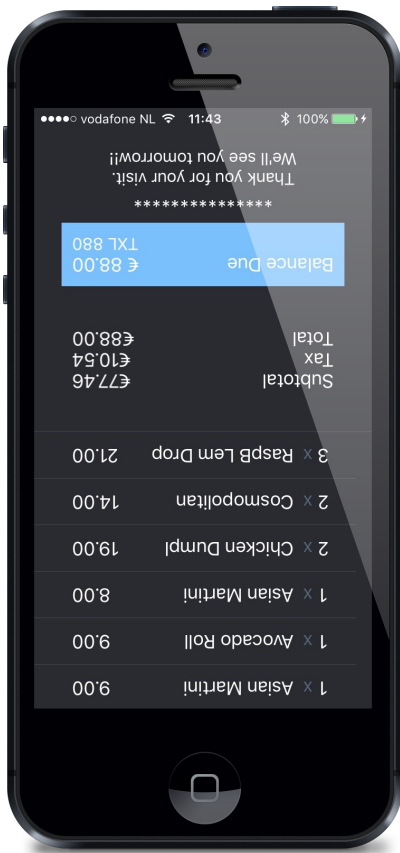 ●●●●○ vodafone NL 11:43 100%
1 x Asian Martini 9.00
1 x Avocado Roll 9.00
1 x Asian Martini 8.00
2 x Chicken Dumpl 19.00
2 x Cosmopolitan 14.00
3 x RaspB Lem Drop 21.00
Subtotal €77.46
Tax €10.54
Total €88.00
Balance Due € 88.00
TXL 880
**************
Thank you for your visit.
We'll see you tomorrow!!